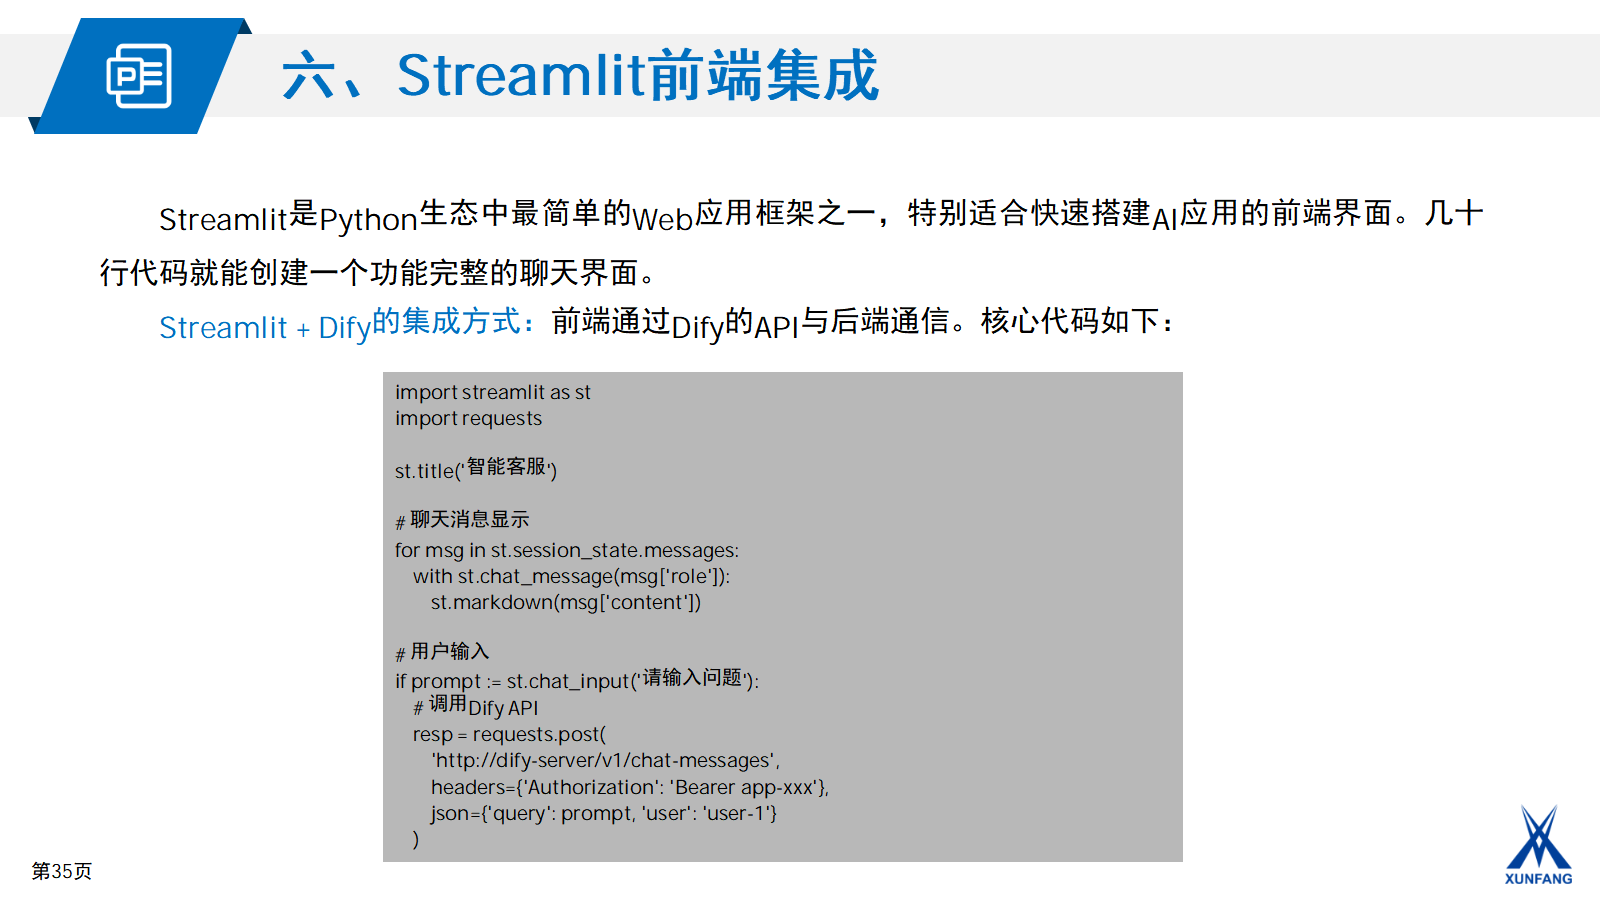 六、Streamlit前端集成
Streamlit是Python生态中最简单的Web应用框架之一，特别适合快速搭建AI应用的前端界面。几十
行代码就能创建一个功能完整的聊天界面。
Streamlit + Dify的集成方式：前端通过Dify的API与后端通信。核心代码如下：
import streamlit as st
import requests
st.title('智能客服')
# 聊天消息显示
for msg in st.session_state.messages:
with st.chat_message(msg['role']):
st.markdown(msg['content'])
# 用户输入
if prompt := st.chat_input('请输入问题'):
# 调用Dify API
resp = requests.post(
'http://dify-server/v1/chat-messages',
headers={'Authorization': 'Bearer app-xxx'},
json={'query': prompt, 'user': 'user-1'}
)
第35页
XUNFANG